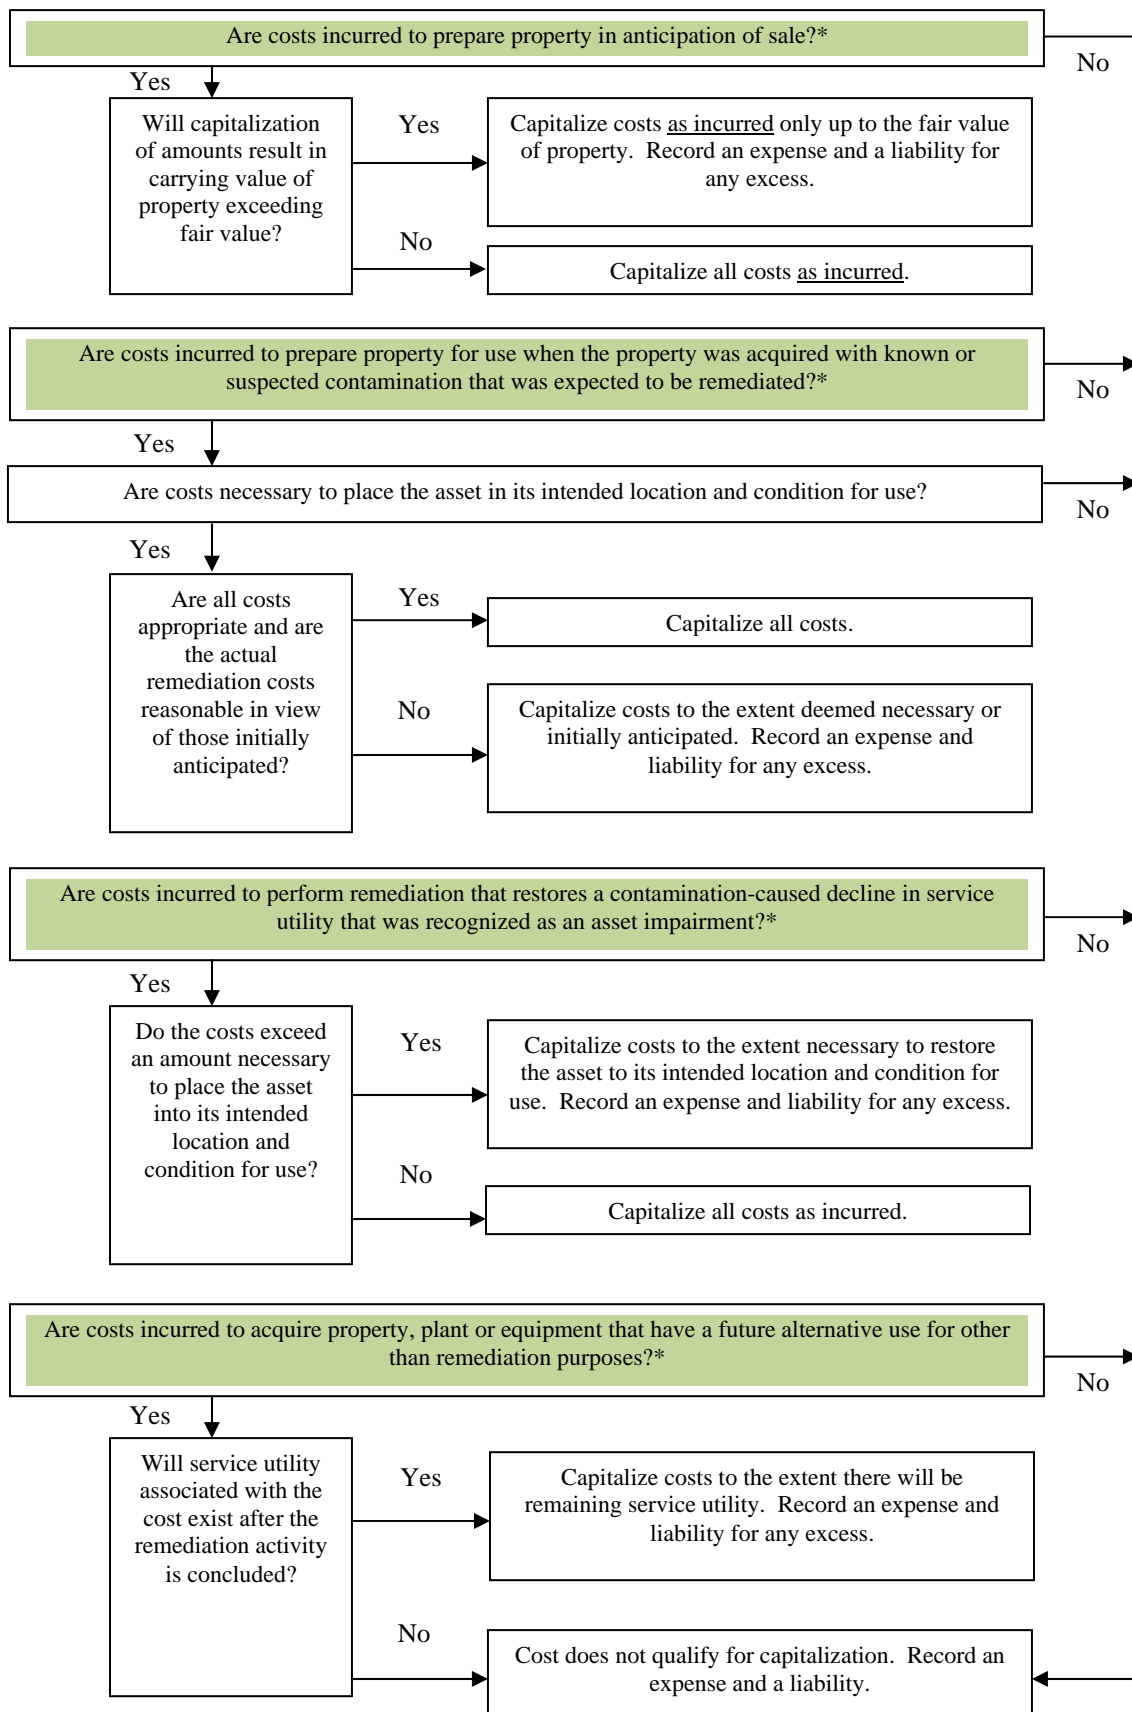 Are costs incurred to prepare property in anticipation of sale?*
No
Yes
Will capitalization
of amounts result in
carrying value of
property exceeding
fair value?
Yes
Capitalize costs as incurred only up to the fair value
of property.  Record an expense and a liability for
any excess.
No
Capitalize all costs as incurred.
Are costs incurred to prepare property for use when the property was acquired with known or
suspected contamination that was expected to be remediated?*
No
Yes
Are costs necessary to place the asset in its intended location and condition for use?
No
Yes
Are all costs
appropriate and are
the actual
remediation costs
reasonable in view
of those initially
anticipated?
Yes
Capitalize all costs.
No
Capitalize costs to the extent deemed necessary or
initially anticipated.  Record an expense and
liability for any excess.
Are costs incurred to perform remediation that restores a contamination-caused decline in service
utility that was recognized as an asset impairment?*
No
Yes
Do the costs exceed
an amount necessary
to place the asset
into its intended
location and
condition for use?
Yes
Capitalize costs to the extent necessary to restore
the asset to its intended location and condition for
use.  Record an expense and liability for any excess.
No
Capitalize all costs as incurred.
Are costs incurred to acquire property, plant or equipment that have a future alternative use for other
than remediation purposes?*
No
Yes
Will service utility
associated with the
cost exist after the
remediation activity
is concluded?
Yes
Capitalize costs to the extent there will be
remaining service utility.  Record an expense and
liability for any excess.
No
Cost does not qualify for capitalization.  Record an
expense and a liability.